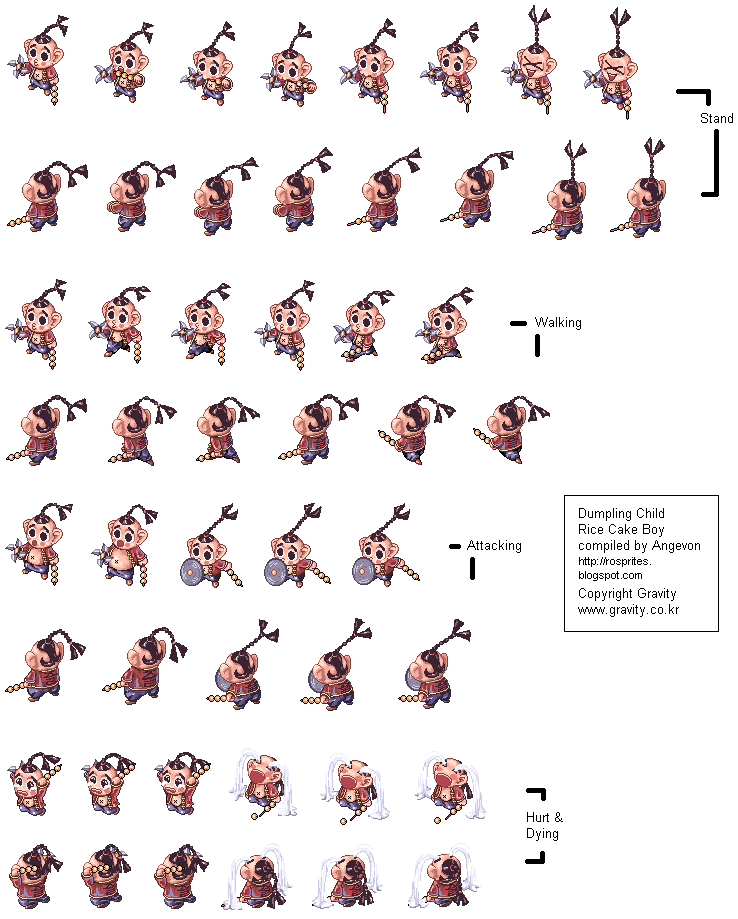 Stand
Walking
Attacking
Dumpling Child
Rice Cake Boy
compiled by Angevon
http://rosprites.
blogspot.com
Copyright Gravity
www.gravity.co.kr
Hurt &
Dying